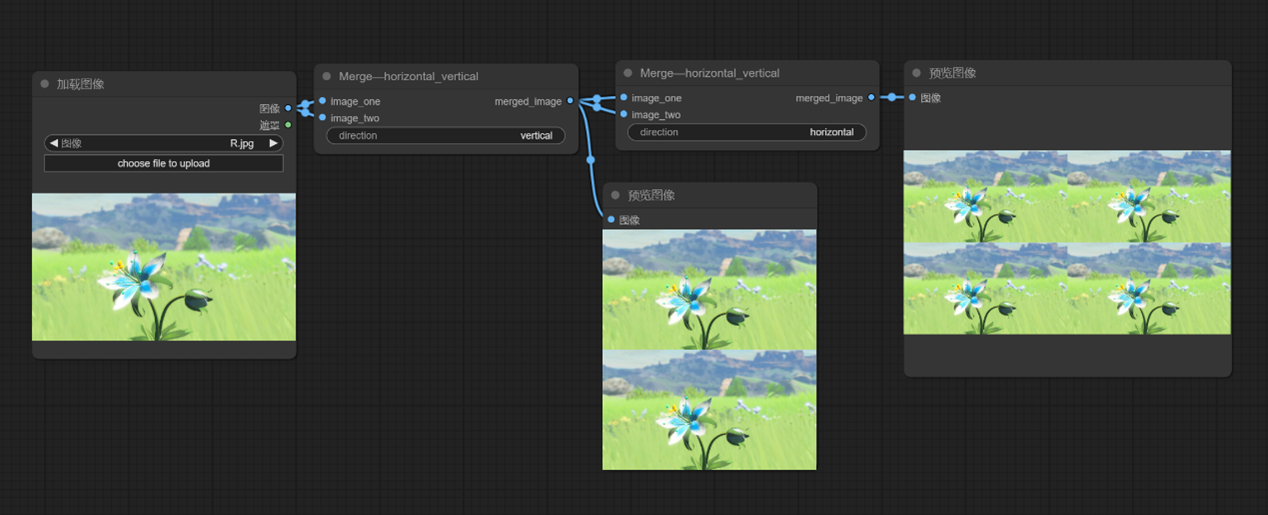 加载图像
图像
遮罩
图像 R.jpg
choose file to upload
Merge—horizontal_vertical
image_one merged_image
image_two
direction vertical
Merge—horizontal_vertical
image_one merged_image
image_two
direction horizontal
预览图像
图像
预览图像
图像